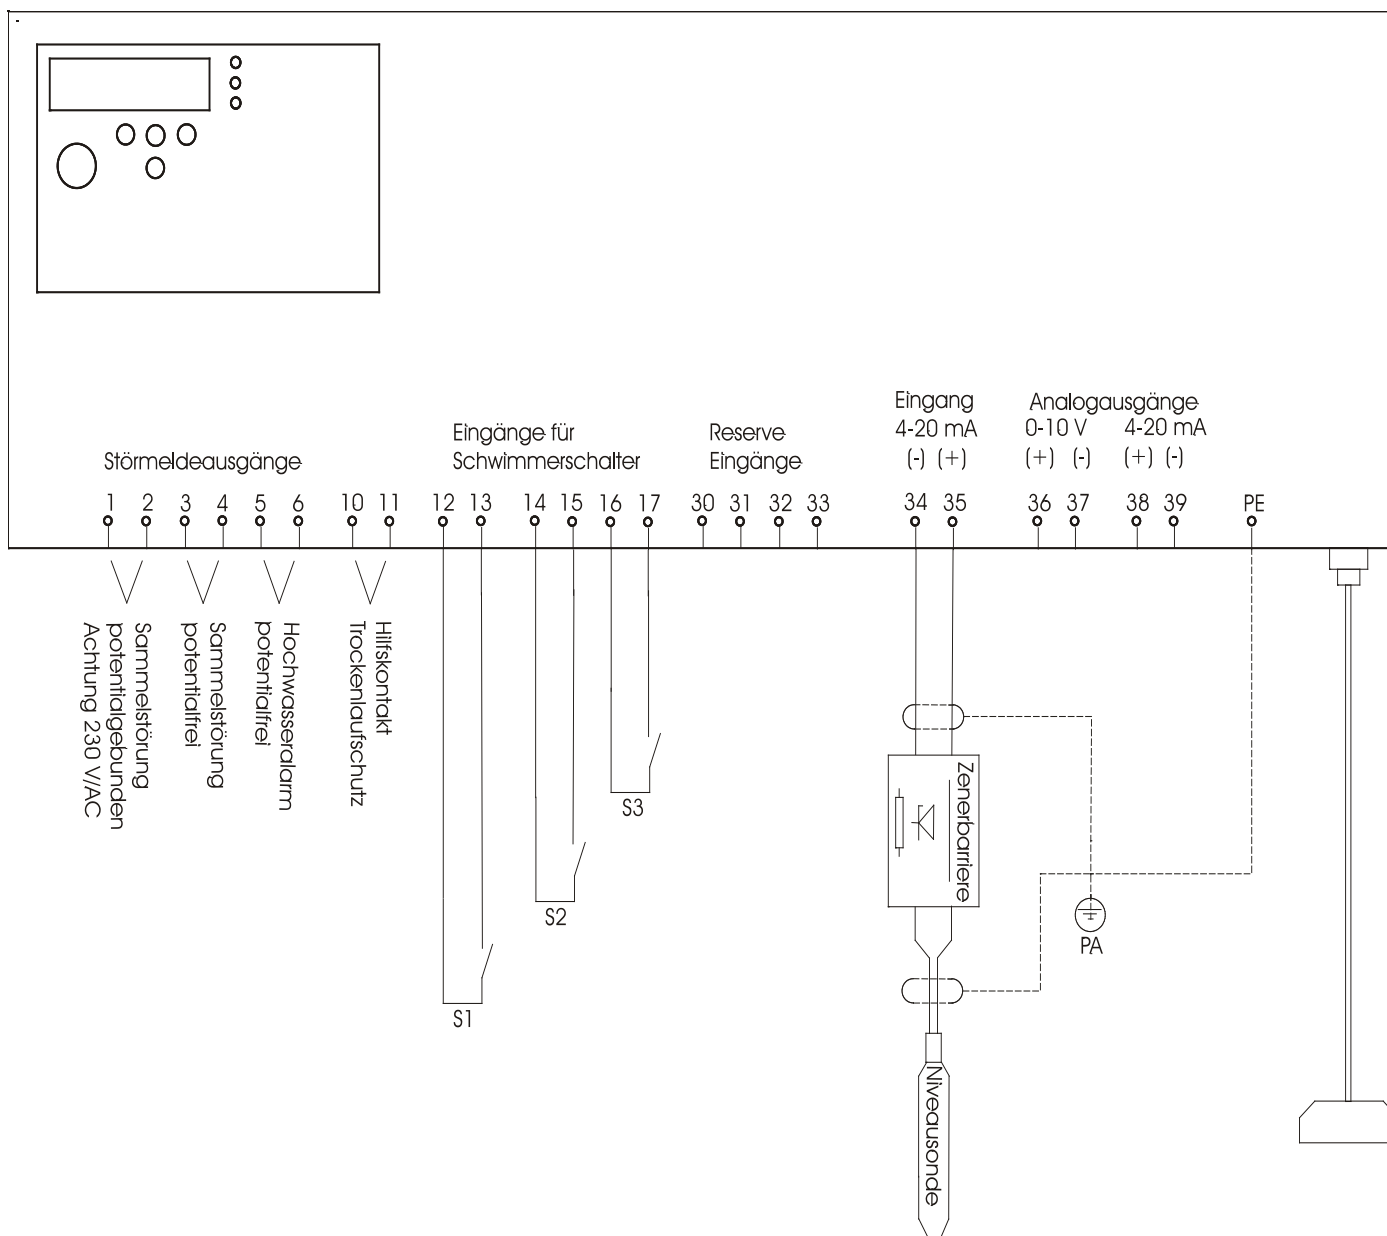 Eingang
4-20 mA
(-) (+)
Analogausgänge
0-10 V 4-20 mA
(+) (-) (+) (-)
Störmeldeausgänge
Eingänge für
Schwimmerschalter
Reserve
Eingänge
1 2 3 4 5 6 10 11 12 13 14 15 16 17 30 31 32 33 34 35 36 37 38 39 PE
Sammelstörung
potentialgebunden
Achtung 230 V/AC
Sammelstörung
potentialfrei
Hochwasseralarm
potentialfrei
Hilfskontakt
Trockenlaufschutz
S3
S2
S1
Zenerbarriere
PA
Niveausonde